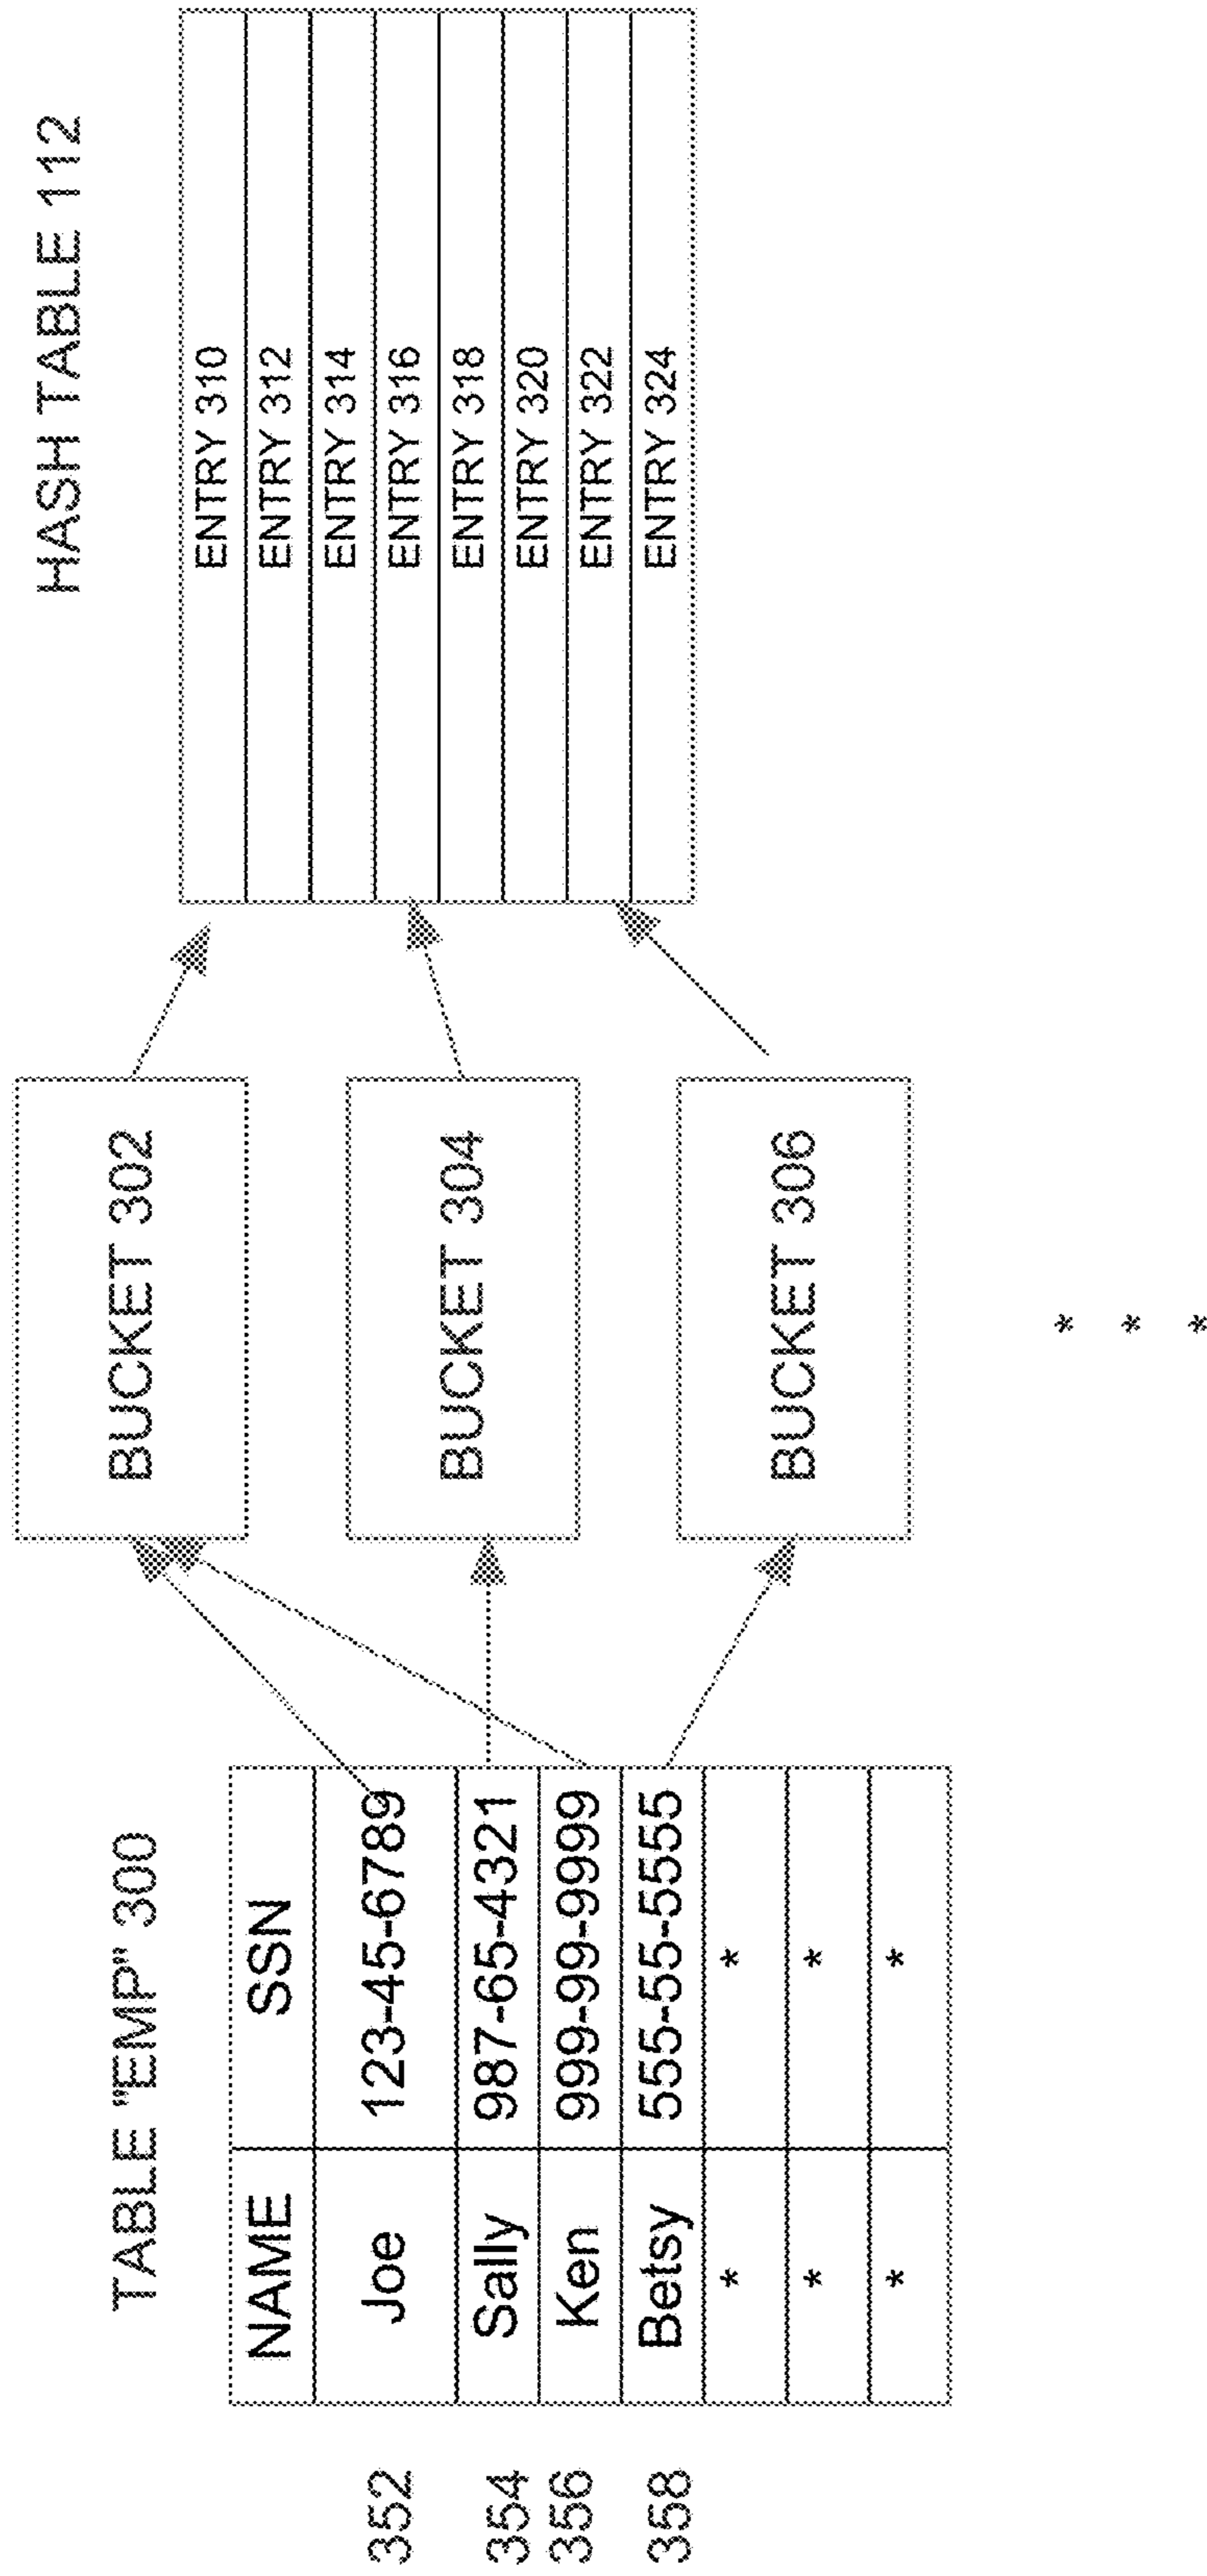 TABLE "EMP" 300
NAME SSN
352 Joe 123-45-6789
354 Sally 987-65-4321
356 Ken 999-99-9999
358 Betsy 555-55-5555
* *
* *
* *
BUCKET 302
BUCKET 304
BUCKET 306
*
*
*
HASH TABLE 112
ENTRY 310
ENTRY 312
ENTRY 314
ENTRY 316
ENTRY 318
ENTRY 320
ENTRY 322
ENTRY 324